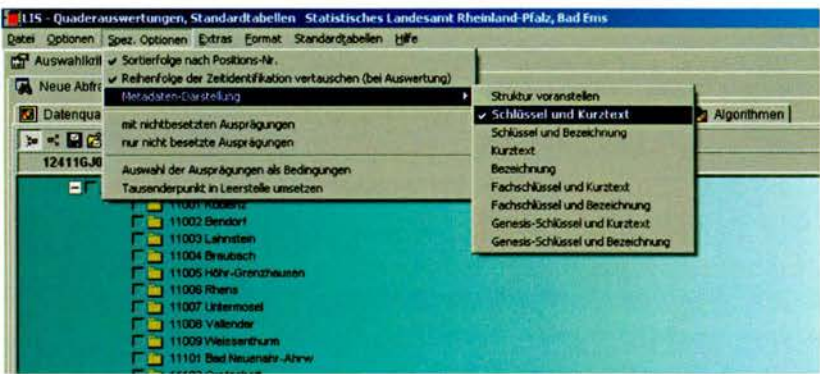 LIS - Quaderauswertungen, Standardtabellen Statistisches Landesamt Rheinland-Pfalz, Bad Ems
Datei Optionen Spez. Optionen Extras Format Standardtabellen Hilfe
Auswahlkrit
✓ Sortierfolge nach Positions-Nr.
Neue Abfra
✓ Reihenfolge der Zeitidentifikation vertauschen (bei Auswertung)
Metadaten-Darstellung
Struktur voranstellen
Datenqua
✓ Schlüssel und Kurztext
Algorithmen
mit nichtbesetzten Ausprägungen
Schlüssel und Bezeichnung
nur nicht besetzte Ausprägungen
Kurztext
12411GJ0
Bezeichnung
Auswahl der Ausprägungen als Bedingungen
Fachschlüssel und Kurztext
Tausenderpunkt in Leerstelle umsetzen
Fachschlüssel und Bezeichnung
11001 Koblenz
Genesis-Schlüssel und Kurztext
11002 Bendorf
Genesis-Schlüssel und Bezeichnung
11003 Lahnstein
11004 Braubach
11005 Höhr-Grenzhausen
11006 Rhens
11007 Untermosel
11008 Vallendar
11009 Weissenthurm
11101 Bad Neuenahr-Ahrw